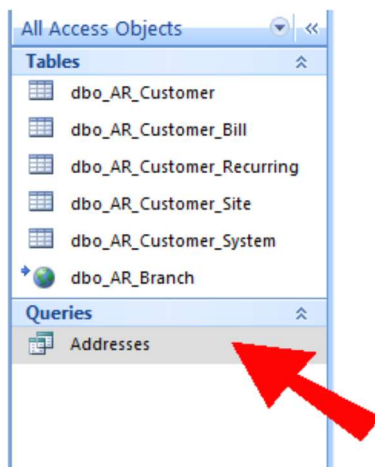 All Access Objects
Tables
dbo_AR_Customer
dbo_AR_Customer_Bill
dbo_AR_Customer_Recurring
dbo_AR_Customer_Site
dbo_AR_Customer_System
dbo_AR_Branch
Queries
Addresses